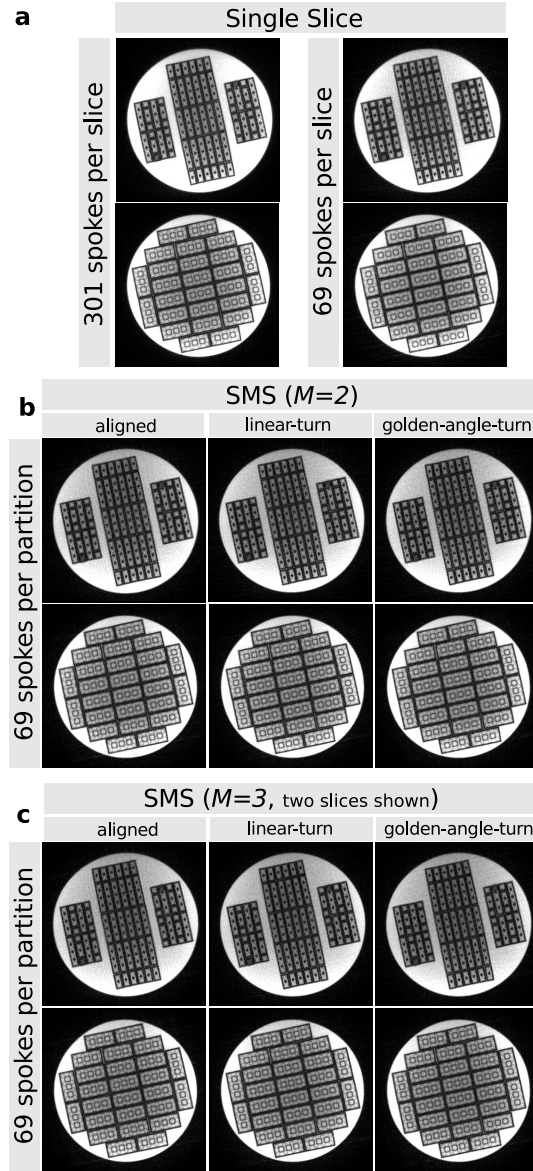 a
Single Slice
301 spokes per slice
69 spokes per slice
b
SMS (M=2)
aligned
linear-turn
golden-angle-turn
69 spokes per partition
c
SMS (M=3, two slices shown)
aligned
linear-turn
golden-angle-turn
69 spokes per partition